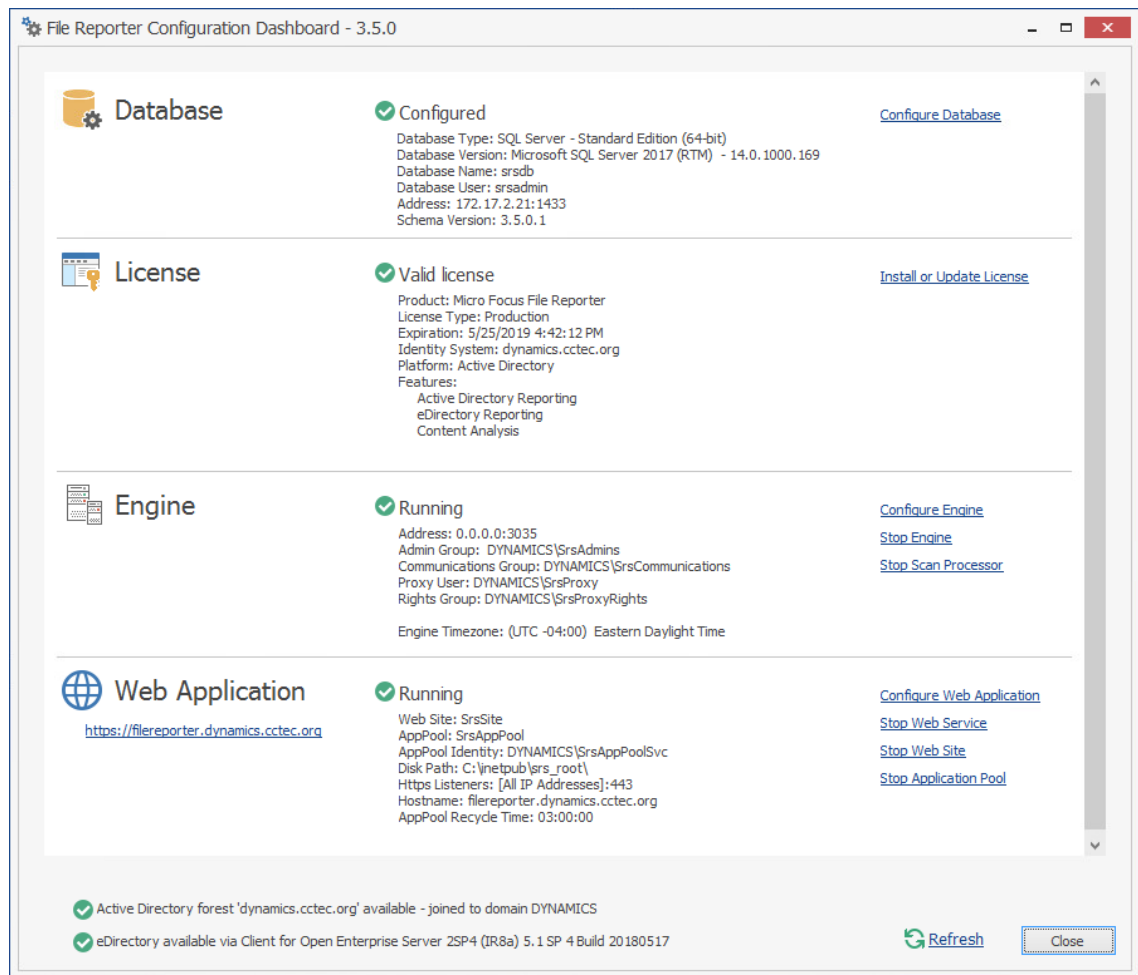 File Reporter Configuration Dashboard - 3.5.0
Database
Configured
Configure Database
Database Type: SQL Server - Standard Edition (64-bit)
Database Version: Microsoft SQL Server 2017 (RTM) - 14.0.1000.169
Database Name: srsdb
Database User: srsadmin
Address: 172.17.2.21:1433
Schema Version: 3.5.0.1
License
Valid license
Install or Update License
Product: Micro Focus File Reporter
License Type: Production
Expiration: 5/25/2019 4:42:12 PM
Identity System: dynamics.cctec.org
Platform: Active Directory
Features:
Active Directory Reporting
eDirectory Reporting
Content Analysis
Engine
Running
Configure Engine
Address: 0.0.0.0:3035
Stop Engine
Admin Group: DYNAMICS\SrsAdmins
Communications Group: DYNAMICS\SrsCommunications
Stop Scan Processor
Proxy User: DYNAMICS\SrsProxy
Rights Group: DYNAMICS\SrsProxyRights
Engine Timezone: (UTC -04:00) Eastern Daylight Time
Web Application
Running
Configure Web Application
https://filereporter.dynamics.cctec.org
Web Site: SrsSite
Stop Web Service
AppPool: SrsAppPool
AppPool Identity: DYNAMICS\SrsAppPoolSvc
Stop Web Site
Disk Path: C:\inetpub\srs_root\
Https Listeners: [All IP Addresses]:443
Stop Application Pool
Hostname: filereporter.dynamics.cctec.org
AppPool Recycle Time: 03:00:00
Active Directory forest 'dynamics.cctec.org' available - joined to domain DYNAMICS
eDirectory available via Client for Open Enterprise Server 2SP4 (IR8a) 5.1 SP 4 Build 20180517
Refresh
Close